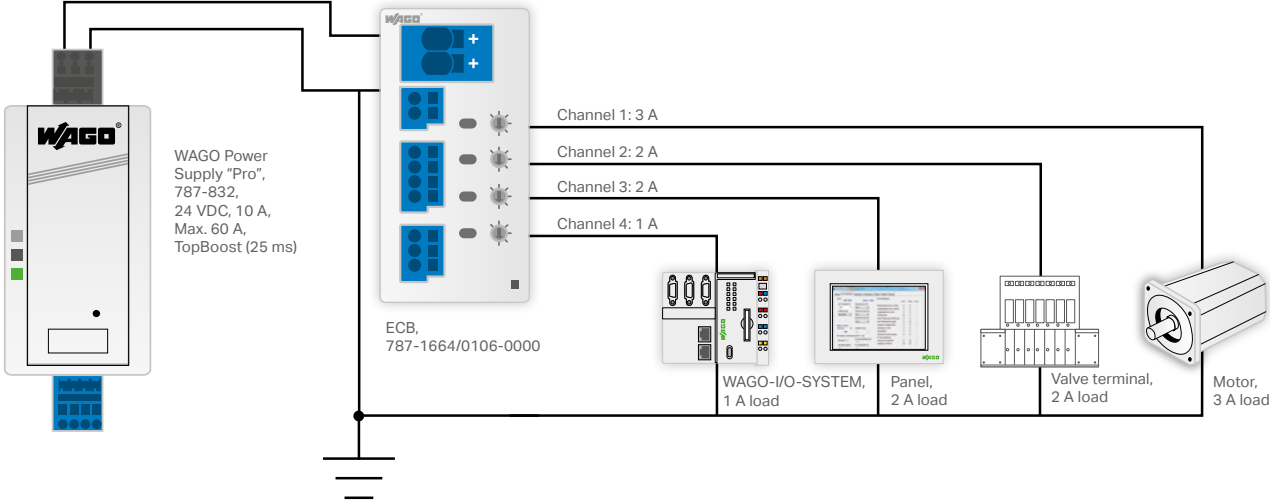 WAGO®
+
+
WAGO®
WAGO Power
Supply “Pro”,
787-832,
24 VDC, 10 A,
Max. 60 A,
TopBoost (25 ms)
Channel 1: 3 A
Channel 2: 2 A
Channel 3: 2 A
Channel 4: 1 A
ECB,
787-1664/0106-0000
WAGO
WAGO
WAGO-I/O-SYSTEM,
1 A load
Panel,
2 A load
Valve terminal,
2 A load
Motor,
3 A load